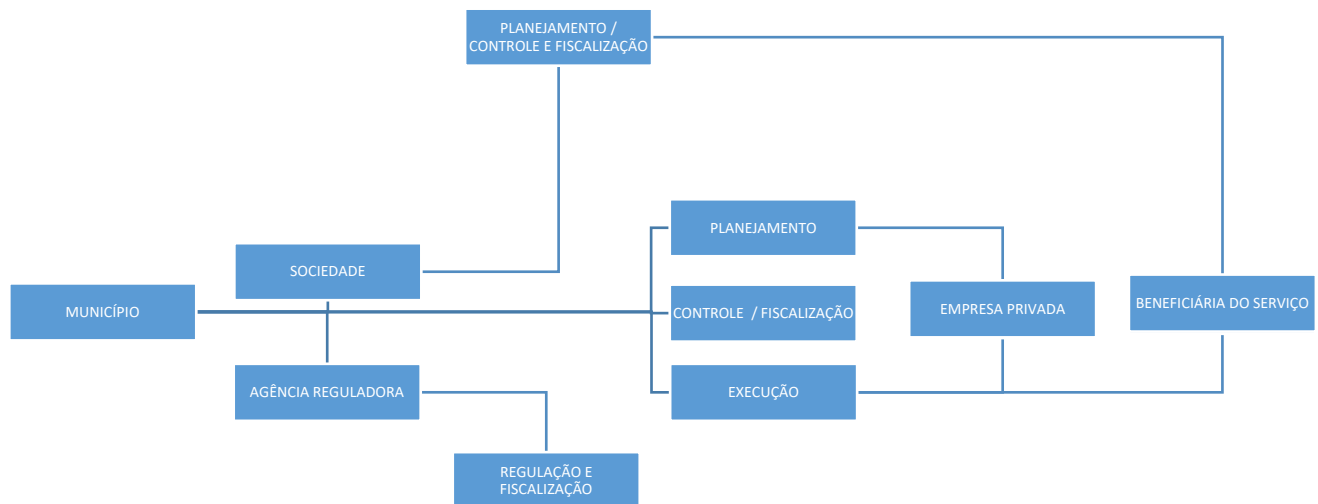 PLANEJAMENTO /
CONTROLE E FISCALIZAÇÃO
PLANEJAMENTO
SOCIEDADE
MUNICÍPIO
CONTROLE / FISCALIZAÇÃO
EMPRESA PRIVADA
BENEFICIÁRIA DO SERVIÇO
AGÊNCIA REGULADORA
EXECUÇÃO
REGULAÇÃO E
FISCALIZAÇÃO